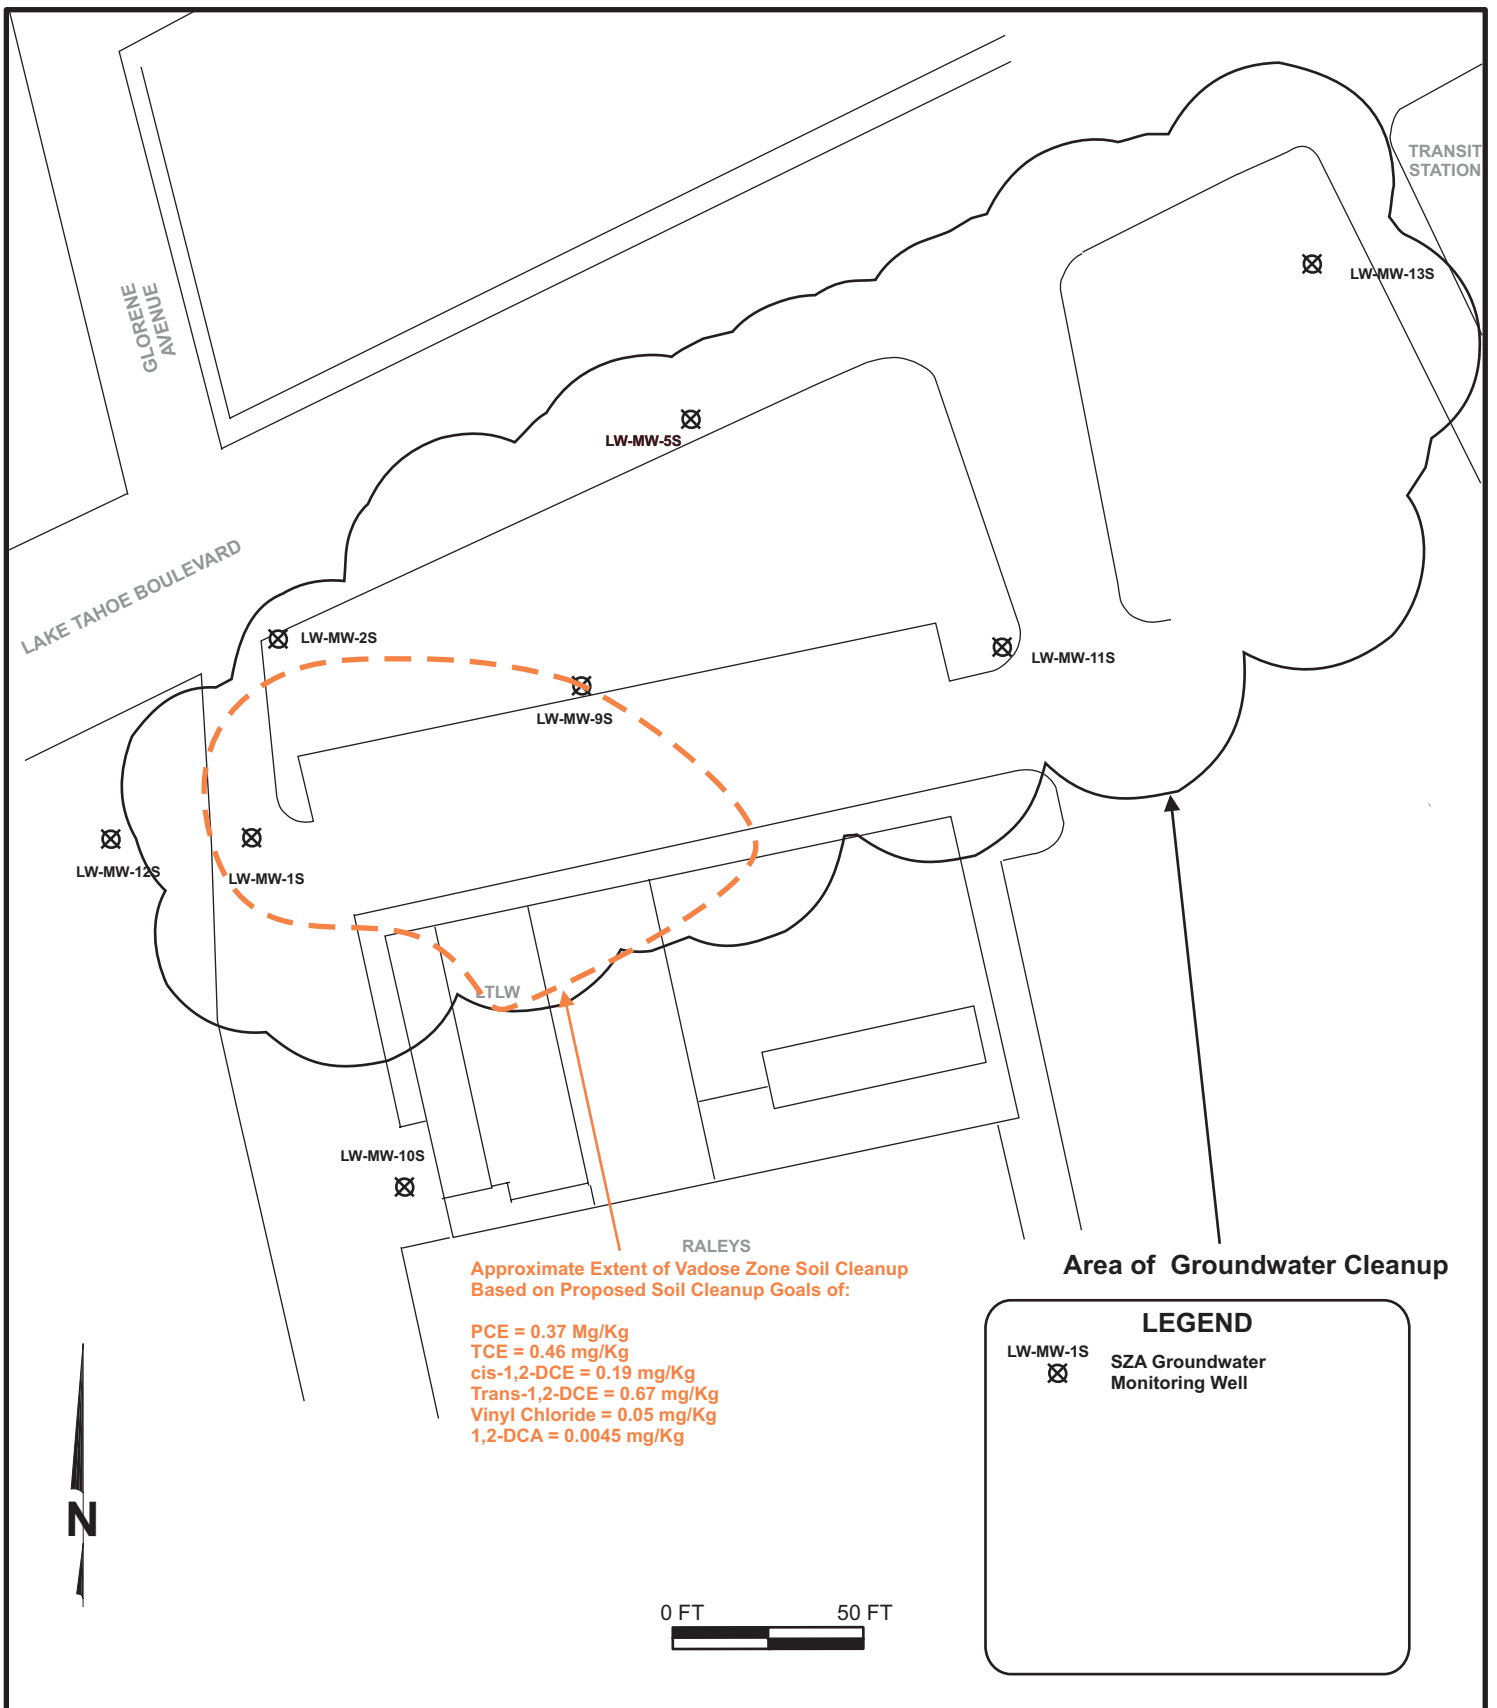 TRANSIT
STATION
LW-MW-13S
GLORENE
AVENUE
LW-MW-5S
LAKE TAHOE BOULEVARD
LW-MW-2S
LW-MW-11S
LW-MW-9S
LW-MW-12S
LW-MW-1S
LTLW
LW-MW-10S
RALEYS
Approximate Extent of Vadose Zone Soil Cleanup
Based on Proposed Soil Cleanup Goals of:
PCE = 0.37 Mg/Kg
TCE = 0.46 mg/Kg
cis-1,2-DCE = 0.19 mg/Kg
Trans-1,2-DCE = 0.67 mg/Kg
Vinyl Chloride = 0.05 mg/Kg
1,2-DCA = 0.0045 mg/Kg
Area of Groundwater Cleanup
LEGEND
LW-MW-1S
SZA Groundwater
Monitoring Well
N
0 FT 50 FT